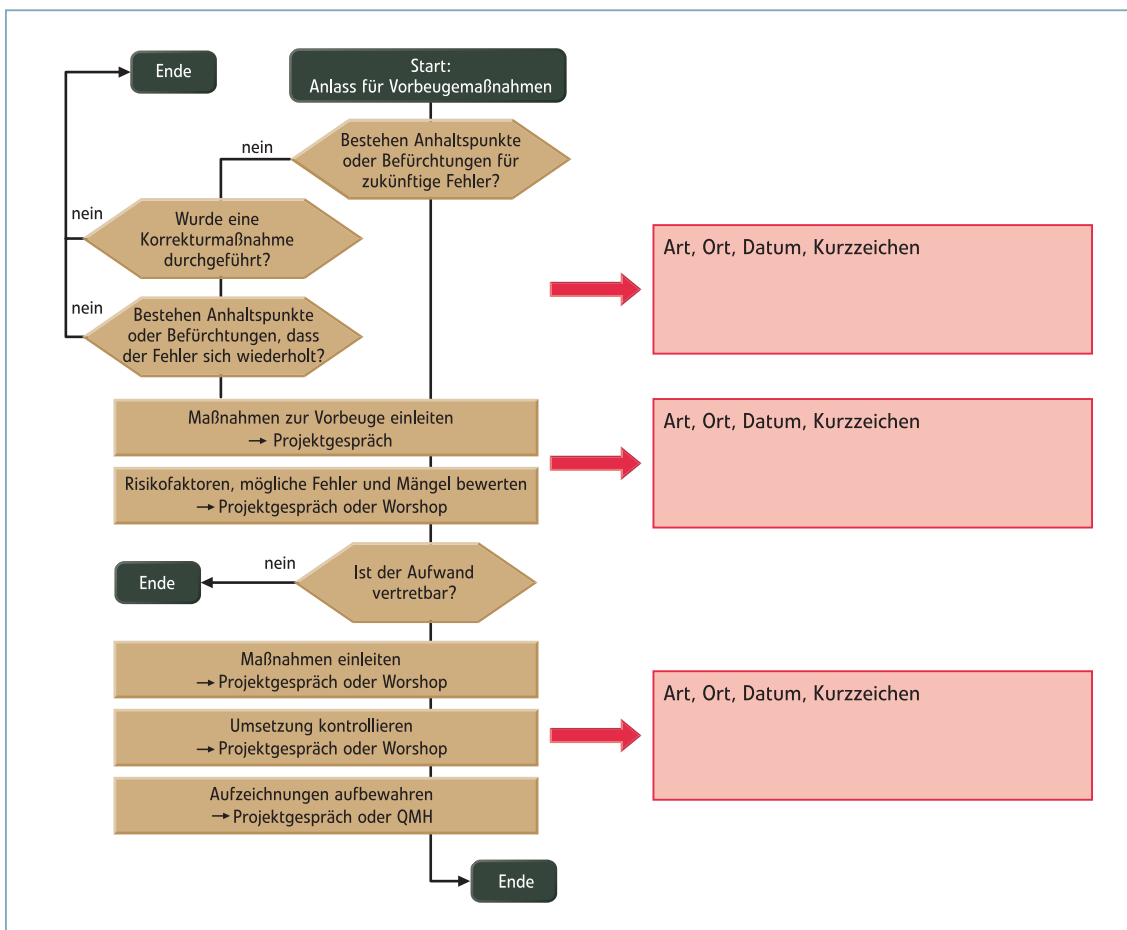 Ende
Start:
Anlass für Vorbeugemaßnahmen
nein
Bestehen Anhaltspunkte
oder Befürchtungen für
zukünftige Fehler?
nein
Wurde eine
Korrekturmaßnahme
durchgeführt?
Art, Ort, Datum, Kurzzeichen
nein
Bestehen Anhaltspunkte
oder Befürchtungen, dass
der Fehler sich wiederholt?
Maßnahmen zur Vorbeuge einleiten
→ Projektgespräch
Art, Ort, Datum, Kurzzeichen
Risikofaktoren, mögliche Fehler und Mängel bewerten
→ Projektgespräch oder Worshop
nein
Ende
Ist der Aufwand
vertretbar?
Maßnahmen einleiten
→ Projektgespräch oder Worshop
Art, Ort, Datum, Kurzzeichen
Umsetzung kontrollieren
→ Projektgespräch oder Worshop
Aufzeichnungen aufbewahren
→ Projektgespräch oder QMH
Ende